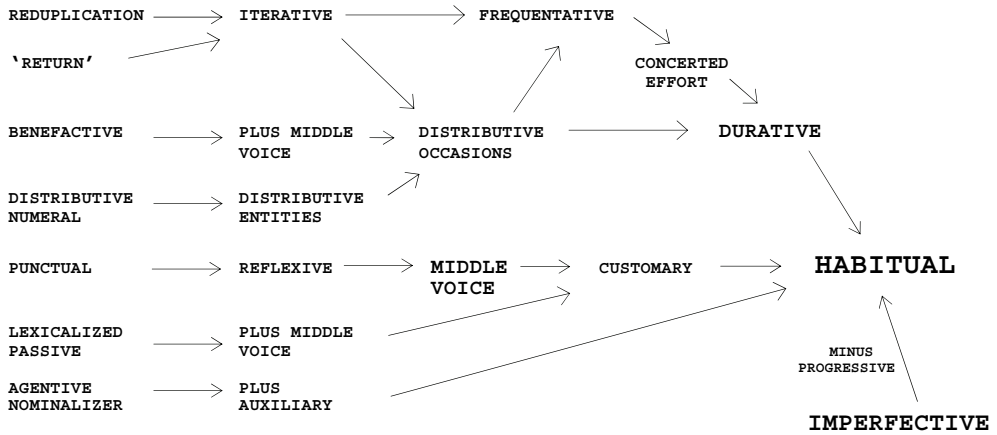 REDUPLICATION ITERATIVE FREQUENTATIVE
‘RETURN’
CONCERTED
EFFORT
BENEFACTIVE PLUS MIDDLE
VOICE
DISTRIBUTIVE
OCCASIONS
DURATIVE
DISTRIBUTIVE
NUMERAL
DISTRIBUTIVE
ENTITIES
PUNCTUAL REFLEXIVE
MIDDLE
VOICE
CUSTOMARY
HABITUAL
LEXICALIZED
PASSIVE
PLUS MIDDLE
VOICE
MINUS
PROGRESSIVE
AGENTIVE
NOMINALIZER
PLUS
AUXILIARY
IMPERFECTIVE